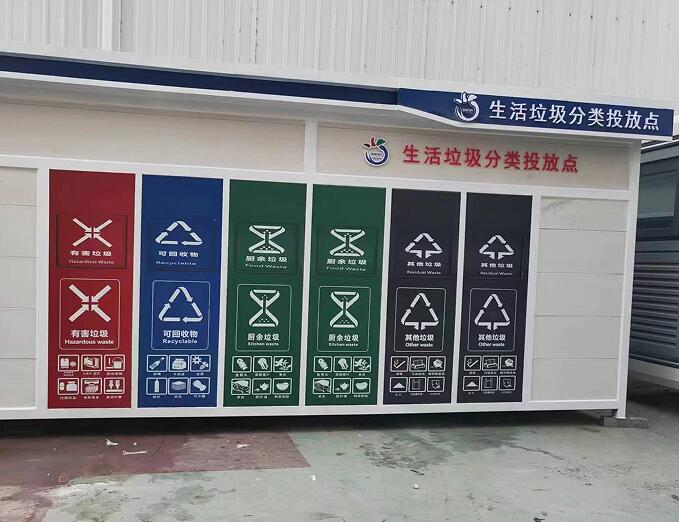 生活垃圾分类投放点
生活垃圾分类投放点
有害垃圾
Hazardous Waste
有害垃圾
Hazardous waste
可回收物
Recyclable
可回收物
Recyclable
厨余垃圾
Food Waste
厨余垃圾
Kitchen waste
厨余垃圾
Food Waste
厨余垃圾
Kitchen waste
其他垃圾
Residual Waste
其他垃圾
Other waste
其他垃圾
Residual Waste
其他垃圾
Other waste